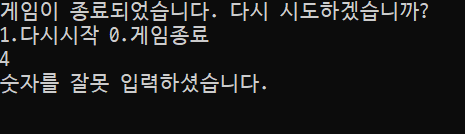 게임이 종료되었습니다. 다시 시도하겠습니까?
1.다시시작 0.게임종료
4
숫자를 잘못 입력하셨습니다.